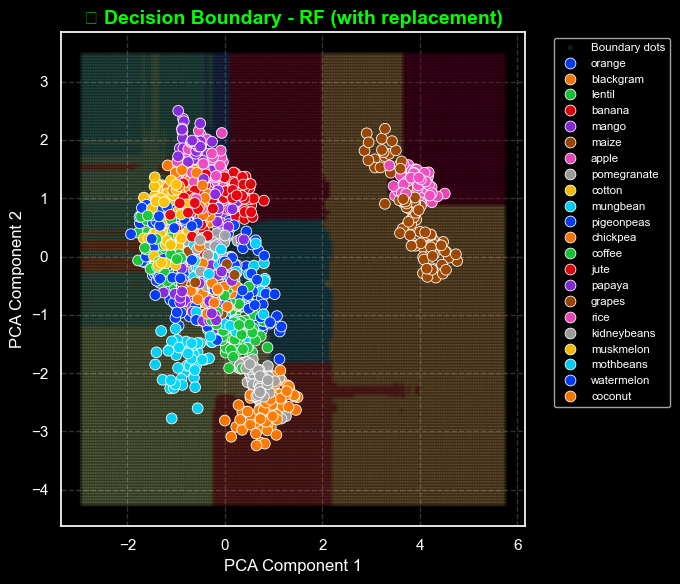 Decision Boundary - RF (with replacement)
PCA Component 2
3
2
1
0
−1
−2
−3
−4
−2
0
2
4
6
PCA Component 1
Boundary dots
orange
blackgram
lentil
banana
mango
maize
apple
pomegranate
cotton
mungbean
pigeonpeas
chickpea
coffee
jute
papaya
grapes
rice
kidneybeans
muskmelon
mothbeans
watermelon
coconut